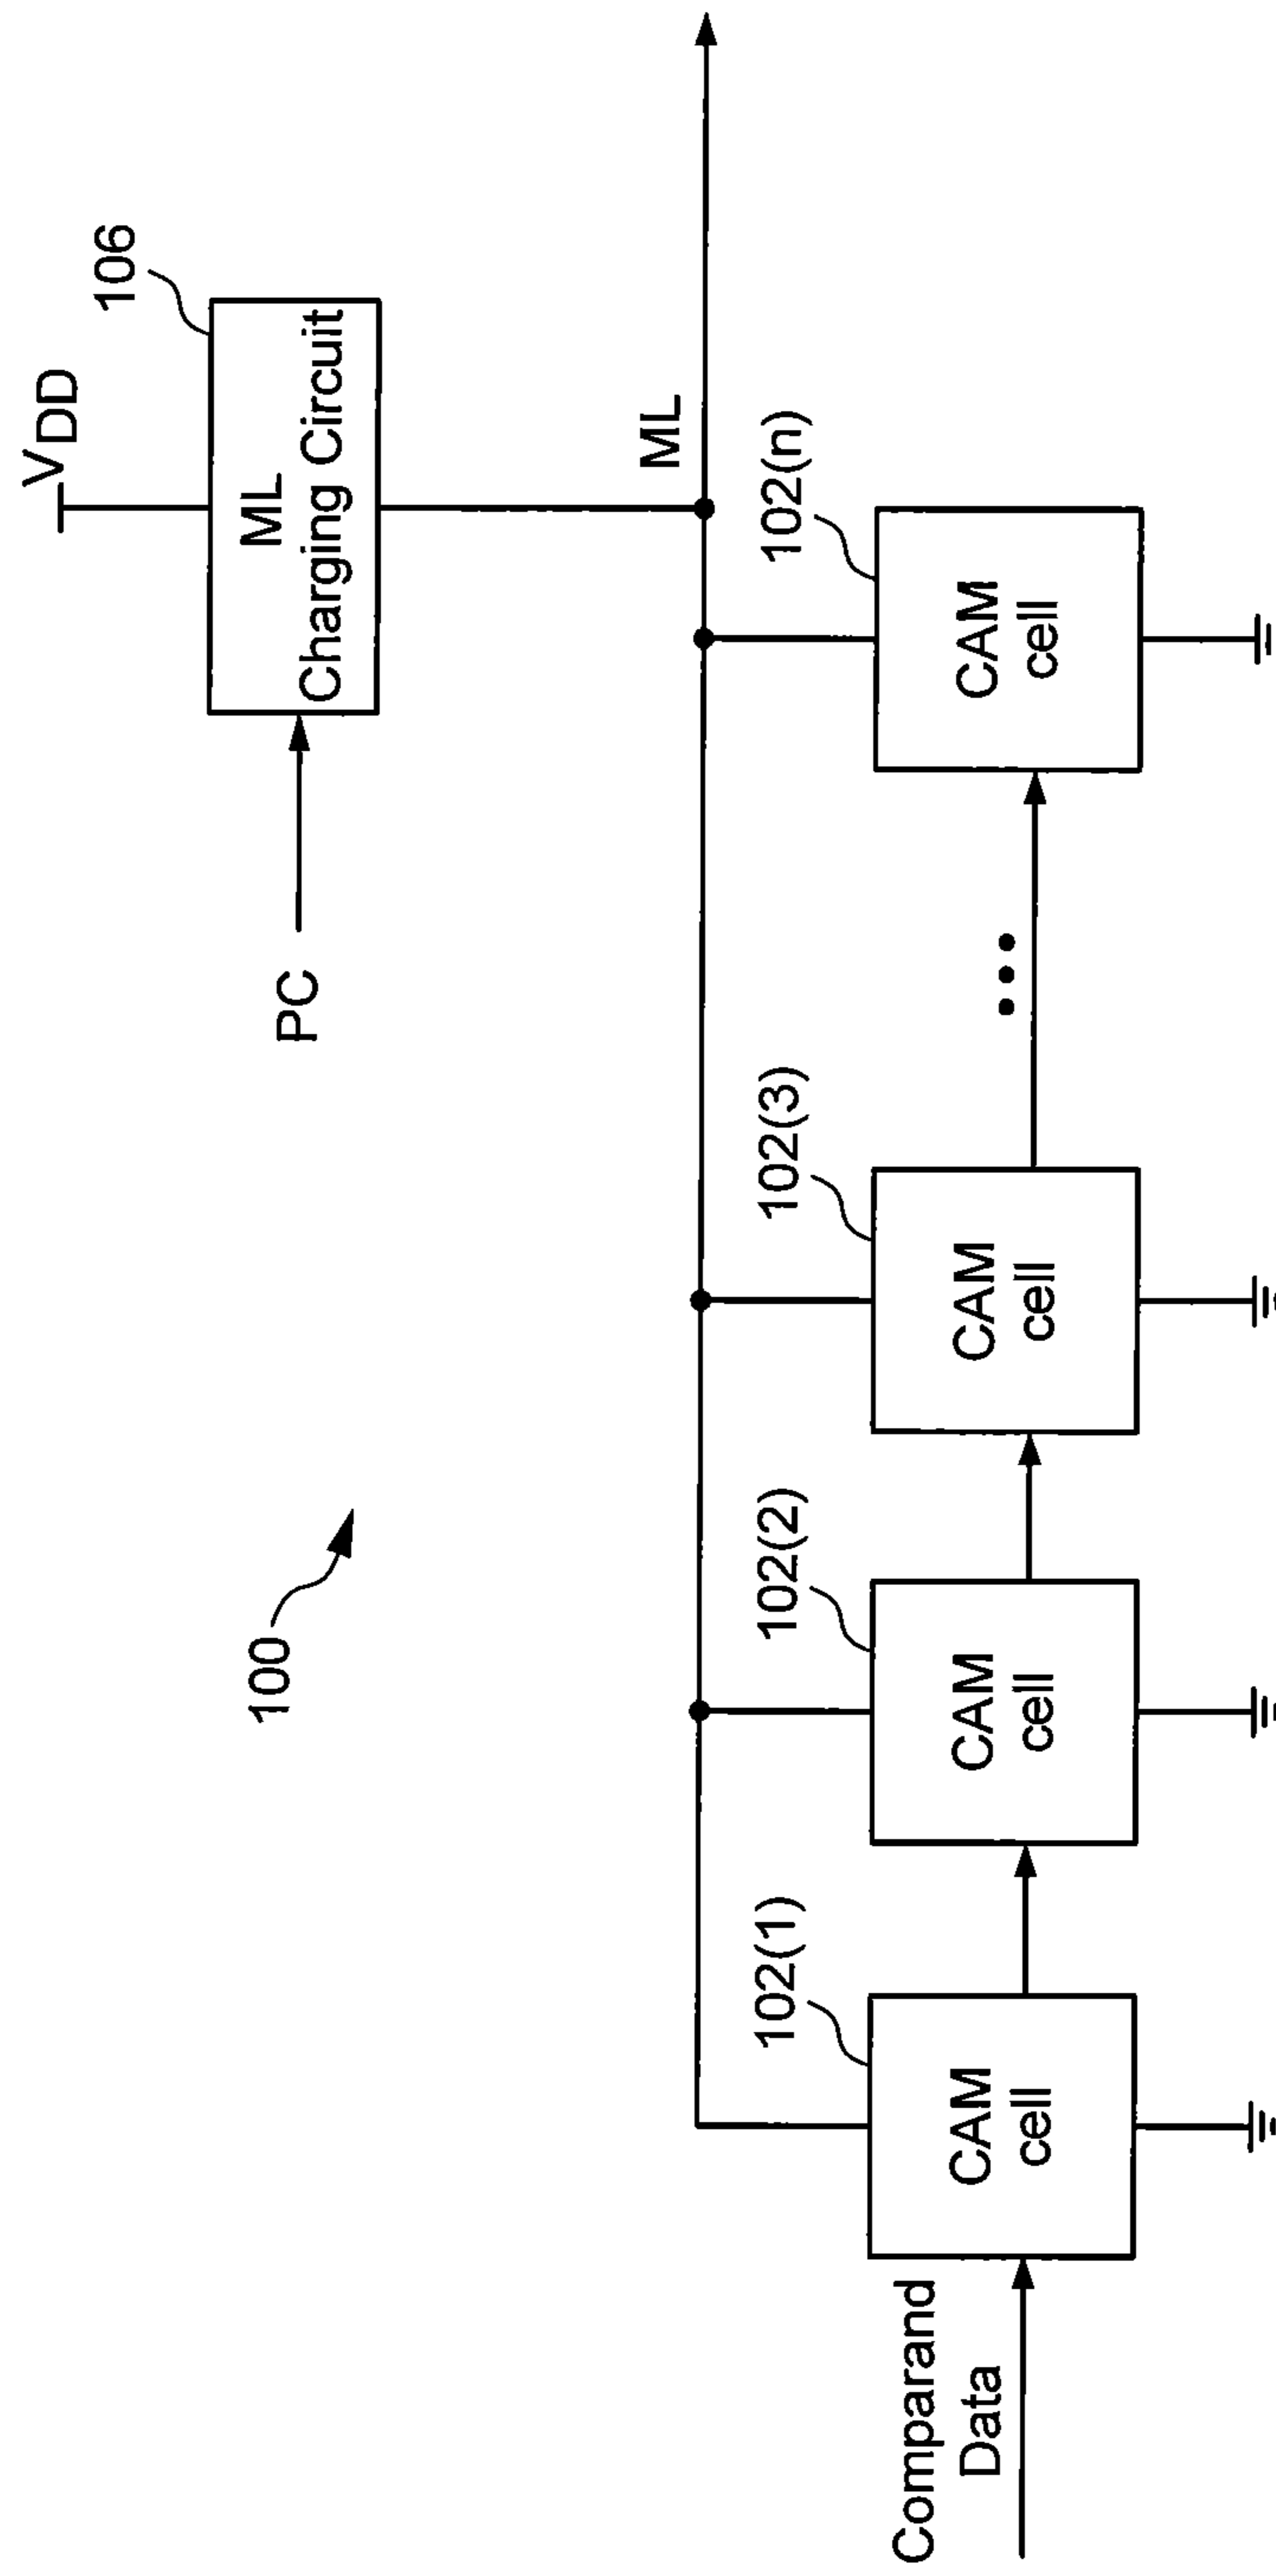 100
V_DD
106
ML
Charging Circuit
PC
ML
102(1)
102(2)
102(3)
102(n)
Comparand
Data
CAM
cell
CAM
cell
CAM
cell
•••
CAM
cell